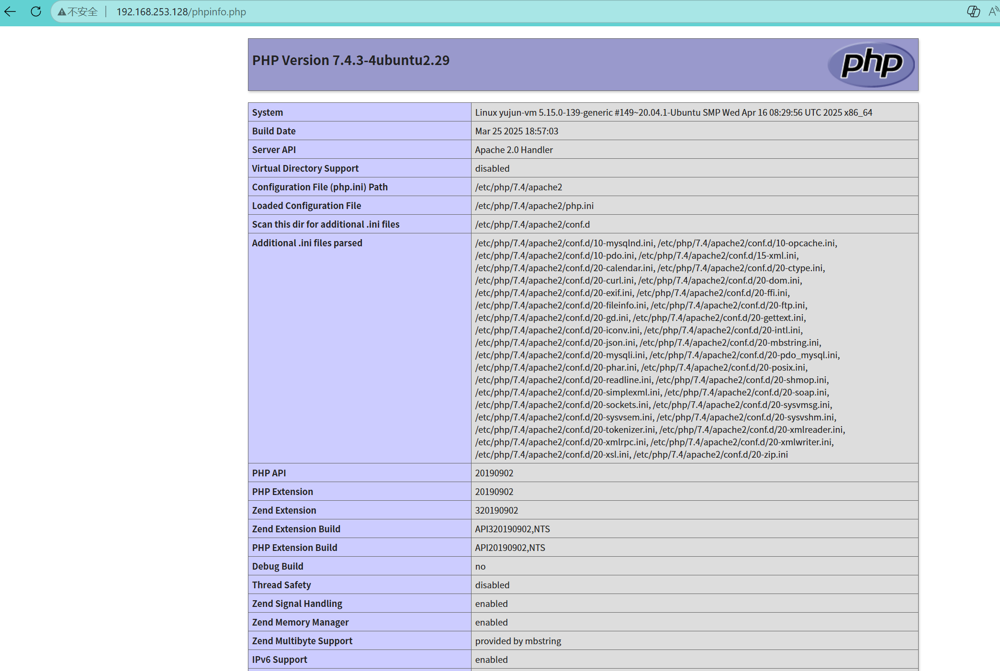 不安全 192.168.253.128/phpinfo.php
PHP Version 7.4.3-4ubuntu2.29
php
System Linux yujun-vm 5.15.0-139-generic #149~20.04.1-Ubuntu SMP Wed Apr 16 08:29:56 UTC 2025 x86_64
Build Date Mar 25 2025 18:57:03
Server API Apache 2.0 Handler
Virtual Directory Support disabled
Configuration File (php.ini) Path /etc/php/7.4/apache2
Loaded Configuration File /etc/php/7.4/apache2/php.ini
Scan this dir for additional .ini files /etc/php/7.4/apache2/conf.d
Additional .ini files parsed /etc/php/7.4/apache2/conf.d/10-mysqlnd.ini, /etc/php/7.4/apache2/conf.d/10-opcache.ini,
/etc/php/7.4/apache2/conf.d/10-pdo.ini, /etc/php/7.4/apache2/conf.d/15-xml.ini,
/etc/php/7.4/apache2/conf.d/20-calendar.ini, /etc/php/7.4/apache2/conf.d/20-ctype.ini,
/etc/php/7.4/apache2/conf.d/20-curl.ini, /etc/php/7.4/apache2/conf.d/20-dom.ini,
/etc/php/7.4/apache2/conf.d/20-exif.ini, /etc/php/7.4/apache2/conf.d/20-ffi.ini,
/etc/php/7.4/apache2/conf.d/20-fileinfo.ini, /etc/php/7.4/apache2/conf.d/20-ftp.ini,
/etc/php/7.4/apache2/conf.d/20-gd.ini, /etc/php/7.4/apache2/conf.d/20-gettext.ini,
/etc/php/7.4/apache2/conf.d/20-iconv.ini, /etc/php/7.4/apache2/conf.d/20-intl.ini,
/etc/php/7.4/apache2/conf.d/20-json.ini, /etc/php/7.4/apache2/conf.d/20-mbstring.ini,
/etc/php/7.4/apache2/conf.d/20-mysqli.ini, /etc/php/7.4/apache2/conf.d/20-pdo_mysql.ini,
/etc/php/7.4/apache2/conf.d/20-phar.ini, /etc/php/7.4/apache2/conf.d/20-posix.ini,
/etc/php/7.4/apache2/conf.d/20-readline.ini, /etc/php/7.4/apache2/conf.d/20-shmop.ini,
/etc/php/7.4/apache2/conf.d/20-simplexml.ini, /etc/php/7.4/apache2/conf.d/20-soap.ini,
/etc/php/7.4/apache2/conf.d/20-sockets.ini, /etc/php/7.4/apache2/conf.d/20-sysvmsg.ini,
/etc/php/7.4/apache2/conf.d/20-sysvsem.ini, /etc/php/7.4/apache2/conf.d/20-sysvshm.ini,
/etc/php/7.4/apache2/conf.d/20-tokenizer.ini, /etc/php/7.4/apache2/conf.d/20-xmlreader.ini,
/etc/php/7.4/apache2/conf.d/20-xmlrpc.ini, /etc/php/7.4/apache2/conf.d/20-xmlwriter.ini,
/etc/php/7.4/apache2/conf.d/20-xsl.ini, /etc/php/7.4/apache2/conf.d/20-zip.ini
PHP API 20190902
PHP Extension 20190902
Zend Extension 320190902
Zend Extension Build API320190902,NTS
PHP Extension Build API20190902,NTS
Debug Build no
Thread Safety disabled
Zend Signal Handling enabled
Zend Memory Manager enabled
Zend Multibyte Support provided by mbstring
IPv6 Support enabled